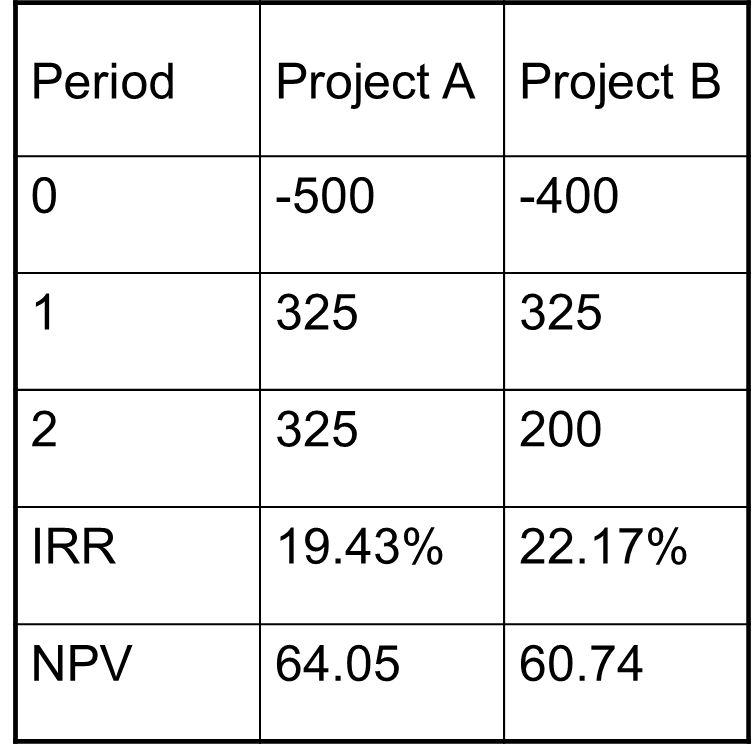 Period Project A Project B
0 -500 -400
1 325 325
2 325 200
IRR 19.43% 22.17%
NPV 64.05 60.74